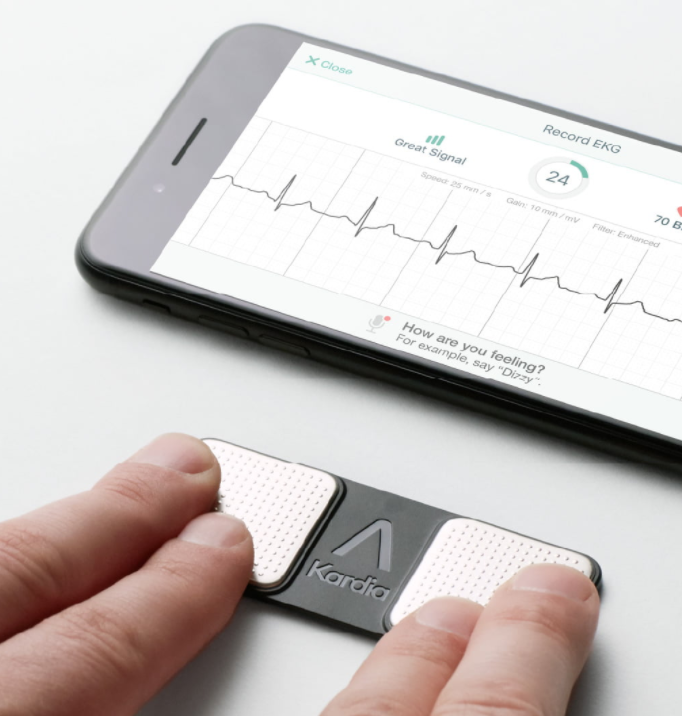 Close
Record EKG
Great Signal
24
70 B
Speed: 25 mm / s Gain: 10 mm / mV Filter: Enhanced
How are you feeling?
For example, say "Dizzy".
Kardia